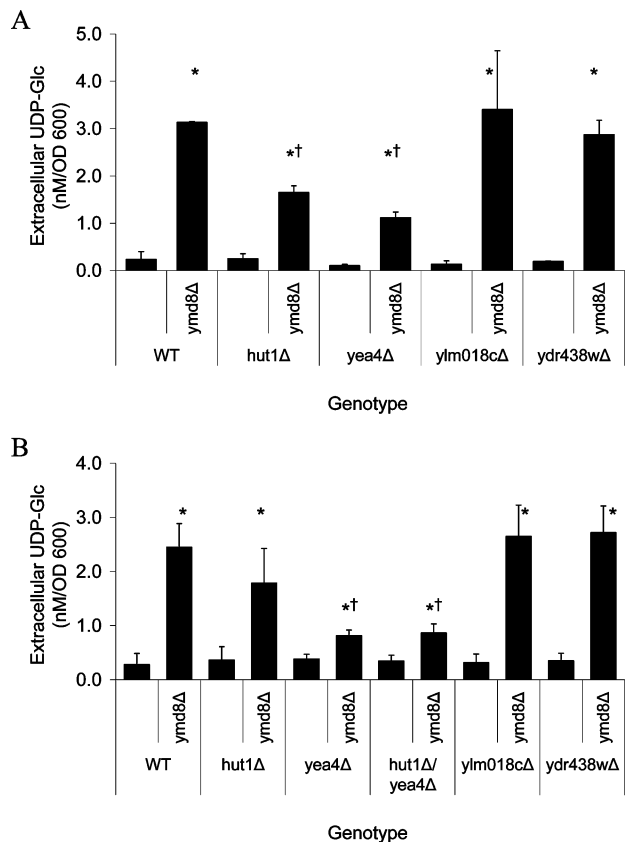 A
Extracellular UDP-Glc
(nM/OD 600)
5.0
4.0
3.0
2.0
1.0
0.0
*
*†
*†
*
*
ymd8Δ
ymd8Δ
ymd8Δ
ymd8Δ
ymd8Δ
WT
hut1Δ
yea4Δ
ylm018cΔ
ydr438wΔ
Genotype
B
Extracellular UDP-Glc
(nM/OD 600)
4.0
3.0
2.0
1.0
0.0
*
*
*†
*†
*
*
ymd8Δ
ymd8Δ
ymd8Δ
ymd8Δ
ymd8Δ
ymd8Δ
WT
hut1Δ
yea4Δ
hut1Δ/
yea4Δ
ylm018cΔ
ydr438wΔ
Genotype